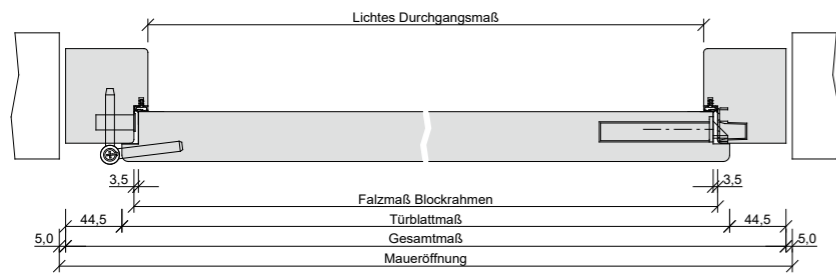 Lichtes Durchgangsmaß
3,5
3,5
Falzmaß Blockrahmen
44,5
Türblattmaß
44,5
5,0
Gesamtmaß
5,0
Maueröffnung